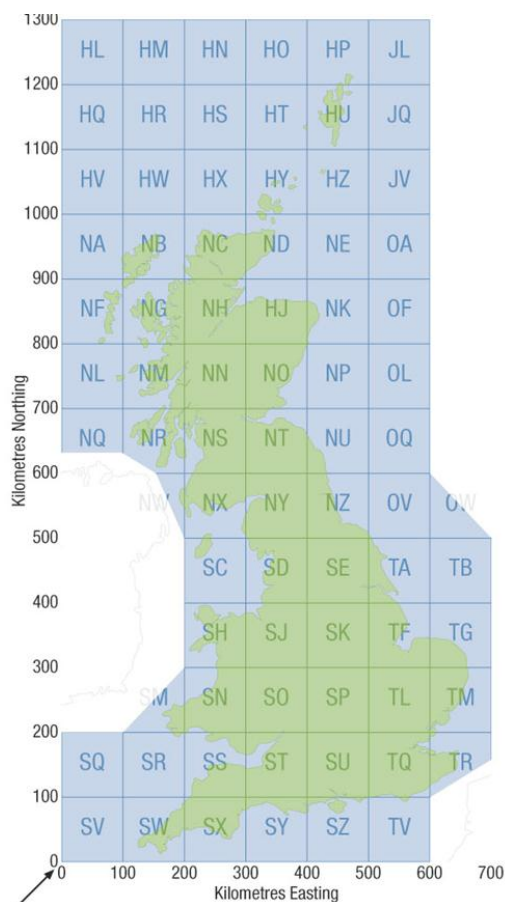 1300
HL HM HN HO HP JL
1200
HQ HR HS HT HU JQ
1100
HV HW HX HY HZ JV
1000
NA NB NC ND NE OA
900
NF NG NH HJ NK OF
800
NL NM NN NO NP OL
700
NQ NR NS NT NU OQ
600
NW NX NY NZ OV OW
500
SC SD SE TA TB
400
SH SJ SK TF TG
300
SM SN SO SP TL TM
200
SQ SR SS ST SU TQ TR
100
SV SW SX SY SZ TV
0
0 100 200 300 400 500 600 700
Kilometres Easting
Kilometres Northing